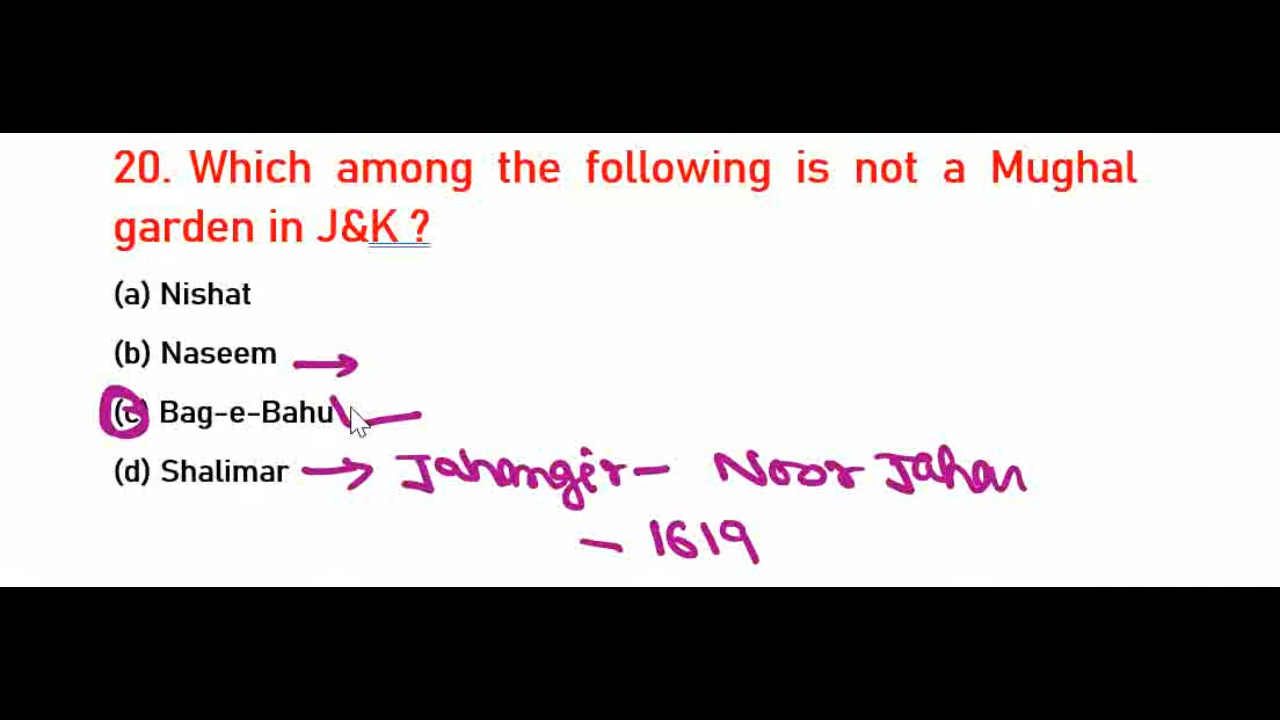 20. Which among the following is not a Mughal
garden in J&K ?
(a) Nishat
(b) Naseem →
(c) Bag-e-Bahu
(d) Shalimar → Jahangir - Noor Jahan
- 1619